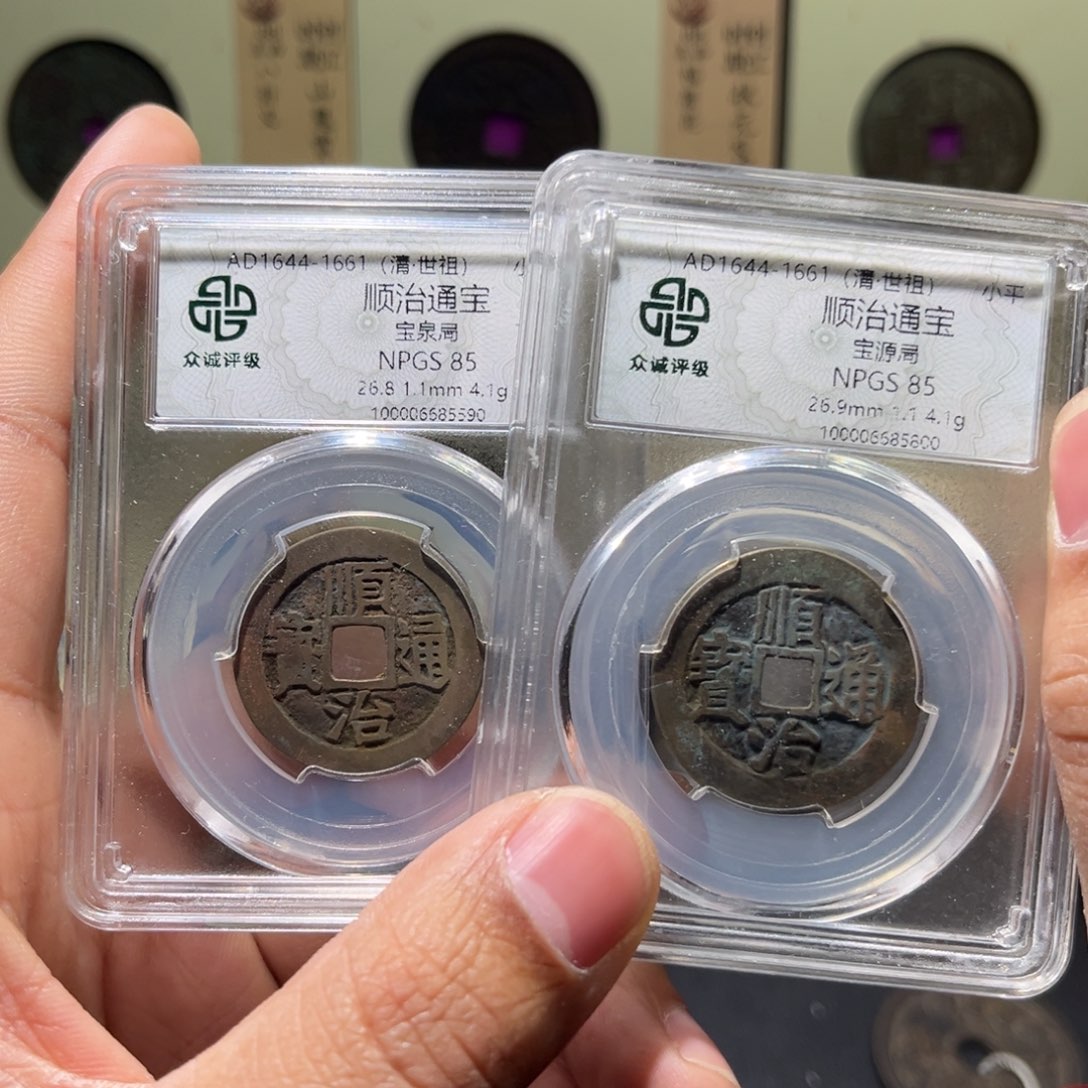 AD1644-1661（清·世祖）
顺治通宝
宝泉局
NPGS 85
26.8 1.1mm 4.1g
100006685590
众诚评级
順治通寶
AD1644-1661（清·世祖） 小平
顺治通宝
宝源局
NPGS 85
26.9mm 1.1 4.1g
100006685800
众诚评级
順治通寶